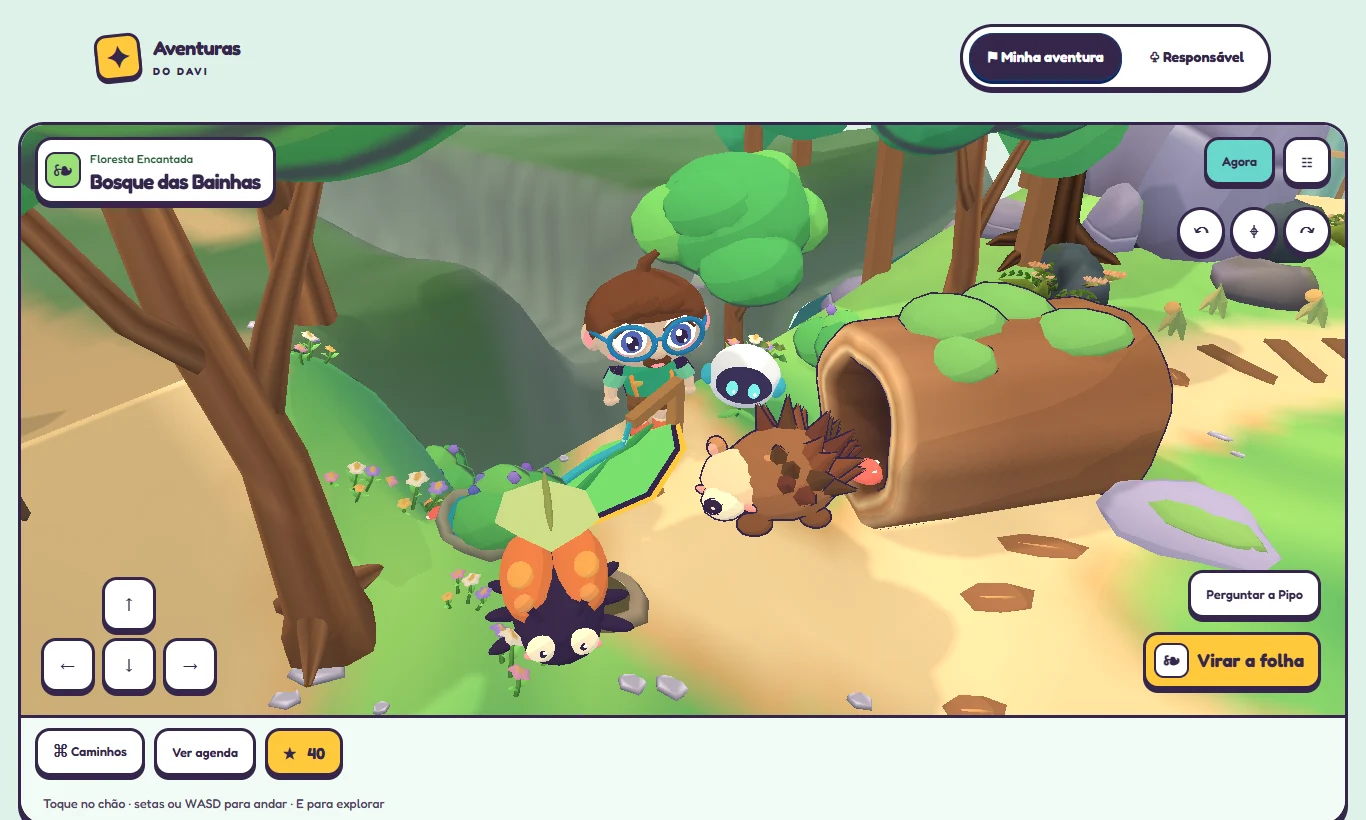 Aventuras
DO DAVI
Minha aventura
Responsável
Floresta Encantada
Bosque das Bainhas
Agora
Perguntar a Pipo
Virar a folha
Caminhos
Ver agenda
★ 40
Toque no chão · setas ou WASD para andar · E para explorar